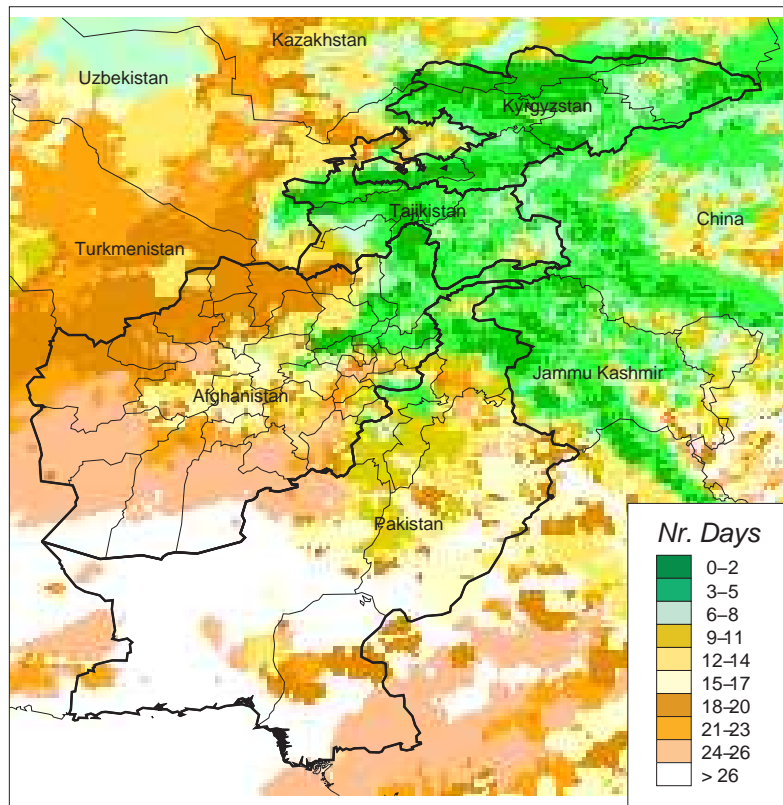 Kazakhstan
Uzbekistan
Kyrgyzstan
Tajikistan
China
Turkmenistan
Jammu Kashmir
Afghanistan
Pakistan
Nr. Days
0–2
3–5
6–8
9–11
12–14
15–17
18–20
21–23
24–26
> 26